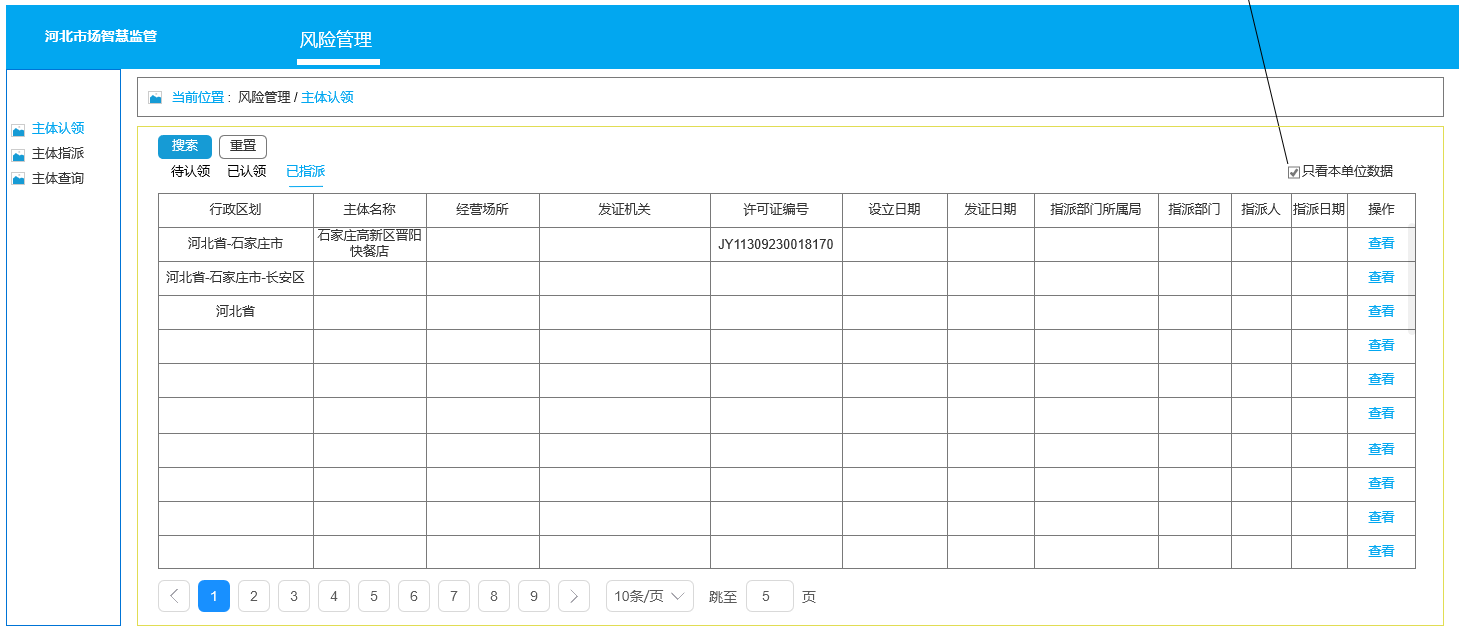 河北市场智慧监管
风险管理
当前位置： 风险管理 / 主体认领
主体认领
主体指派
主体查询
搜索 重置
待认领 已认领 已指派
只看本单位数据
行政区划 主体名称 经营场所 发证机关 许可证编号 设立日期 发证日期 指派部门所属局 指派部门 指派人 指派日期 操作
河北省-石家庄市 石家庄高新区晋阳 JY11309230018170 查看
快餐店
河北省-石家庄市-长安区 查看
河北省 查看
查看
查看
查看
查看
查看
查看
查看
1 2 3 4 5 6 7 8 9 10条/页 跳至 5 页